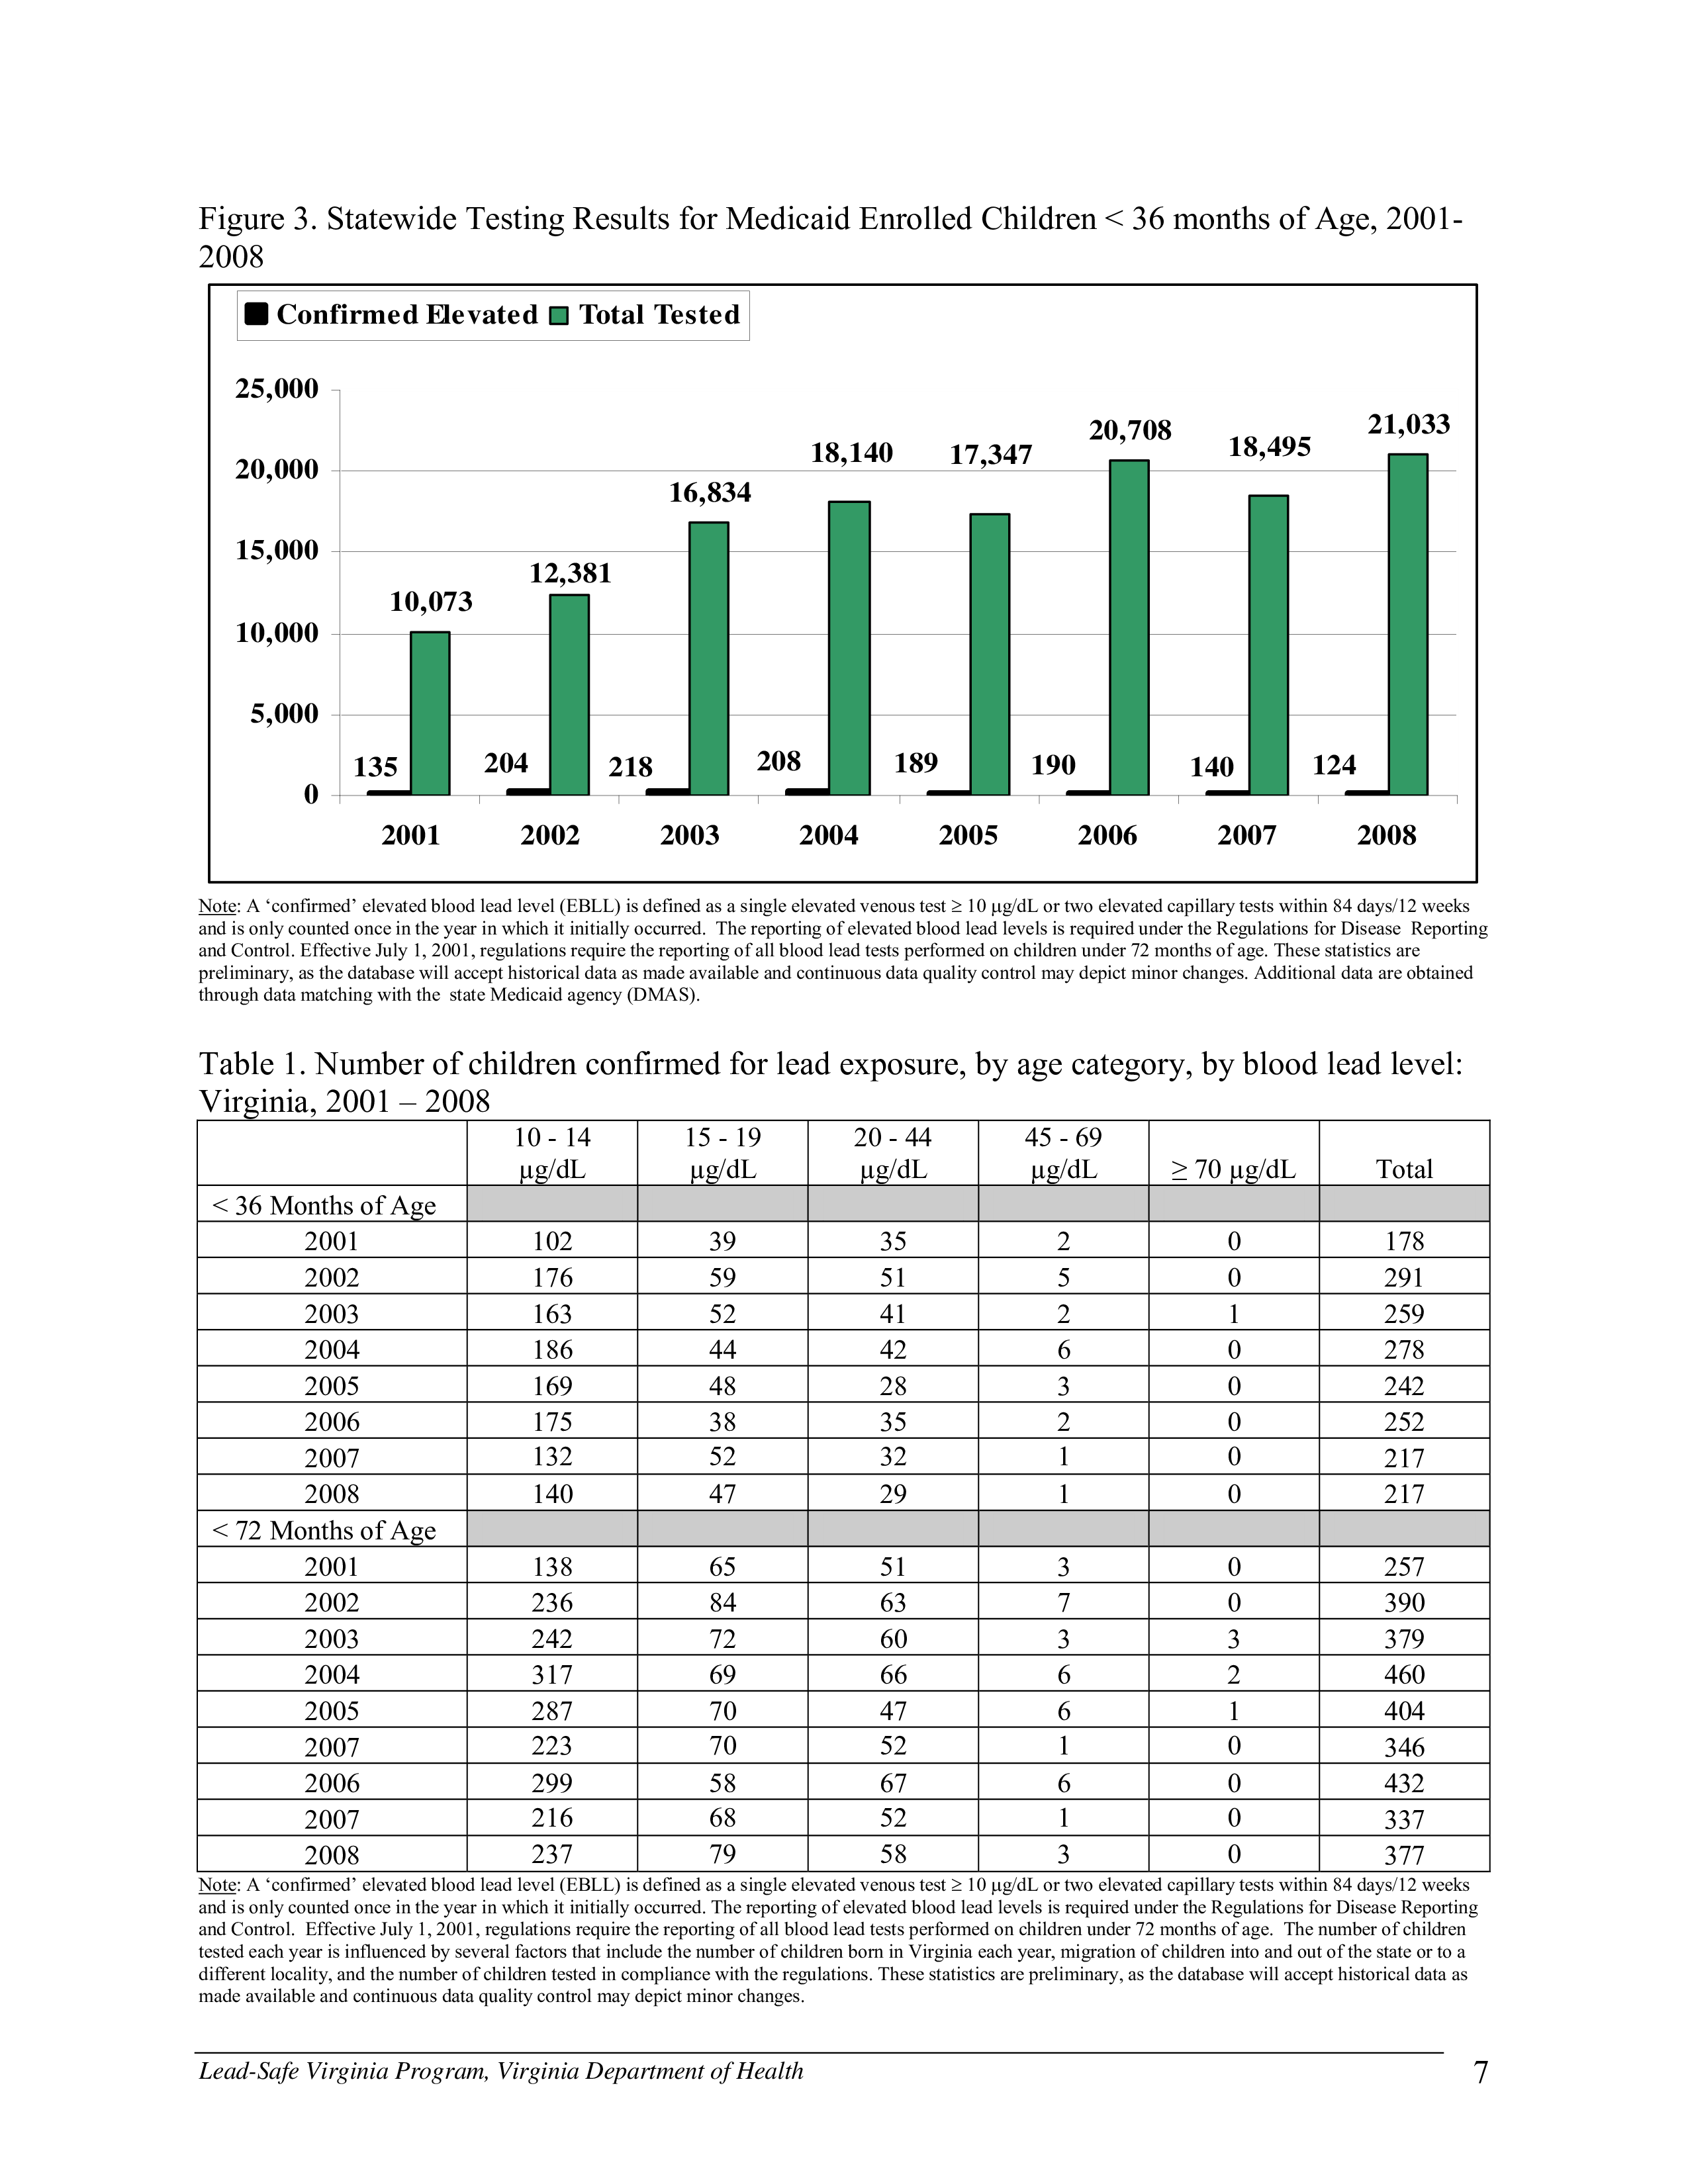 Figure 3. Statewide Testing Results for Medicaid Enrolled Children < 36 months of Age, 2001-
2008
Confirmed Elevated Total Tested
25,000
20,000
15,000
10,000
5,000
0
135 10,073
204 12,381
218 16,834
208 18,140
189 17,347
190 20,708
140 18,495
124 21,033
2001 2002 2003 2004 2005 2006 2007 2008
Note: A ‘confirmed’ elevated blood lead level (EBLL) is defined as a single elevated venous test ≥ 10 µg/dL or two elevated capillary tests within 84 days/12 weeks
and is only counted once in the year in which it initially occurred. The reporting of elevated blood lead levels is required under the Regulations for Disease Reporting
and Control. Effective July 1, 2001, regulations require the reporting of all blood lead tests performed on children under 72 months of age. These statistics are
preliminary, as the database will accept historical data as made available and continuous data quality control may depict minor changes. Additional data are obtained
through data matching with the state Medicaid agency (DMAS).
Table 1. Number of children confirmed for lead exposure, by age category, by blood lead level:
Virginia, 2001 – 2008
10 - 14 15 - 19 20 - 44 45 - 69
µg/dL µg/dL µg/dL µg/dL ≥ 70 µg/dL Total
< 36 Months of Age
2001 102 39 35 2 0 178
2002 176 59 51 5 0 291
2003 163 52 41 2 1 259
2004 186 44 42 6 0 278
2005 169 48 28 3 0 242
2006 175 38 35 2 0 252
2007 132 52 32 1 0 217
2008 140 47 29 1 0 217
< 72 Months of Age
2001 138 65 51 3 0 257
2002 236 84 63 7 0 390
2003 242 72 60 3 3 379
2004 317 69 66 6 2 460
2005 287 70 47 6 1 404
2007 223 70 52 1 0 346
2006 299 58 67 6 0 432
2007 216 68 52 1 0 337
2008 237 79 58 3 0 377
Note: A ‘confirmed’ elevated blood lead level (EBLL) is defined as a single elevated venous test ≥ 10 µg/dL or two elevated capillary tests within 84 days/12 weeks
and is only counted once in the year in which it initially occurred. The reporting of elevated blood lead levels is required under the Regulations for Disease Reporting
and Control. Effective July 1, 2001, regulations require the reporting of all blood lead tests performed on children under 72 months of age. The number of children
tested each year is influenced by several factors that include the number of children born in Virginia each year, migration of children into and out of the state or to a
different locality, and the number of children tested in compliance with the regulations. These statistics are preliminary, as the database will accept historical data as
made available and continuous data quality control may depict minor changes.
Lead-Safe Virginia Program, Virginia Department of Health 7